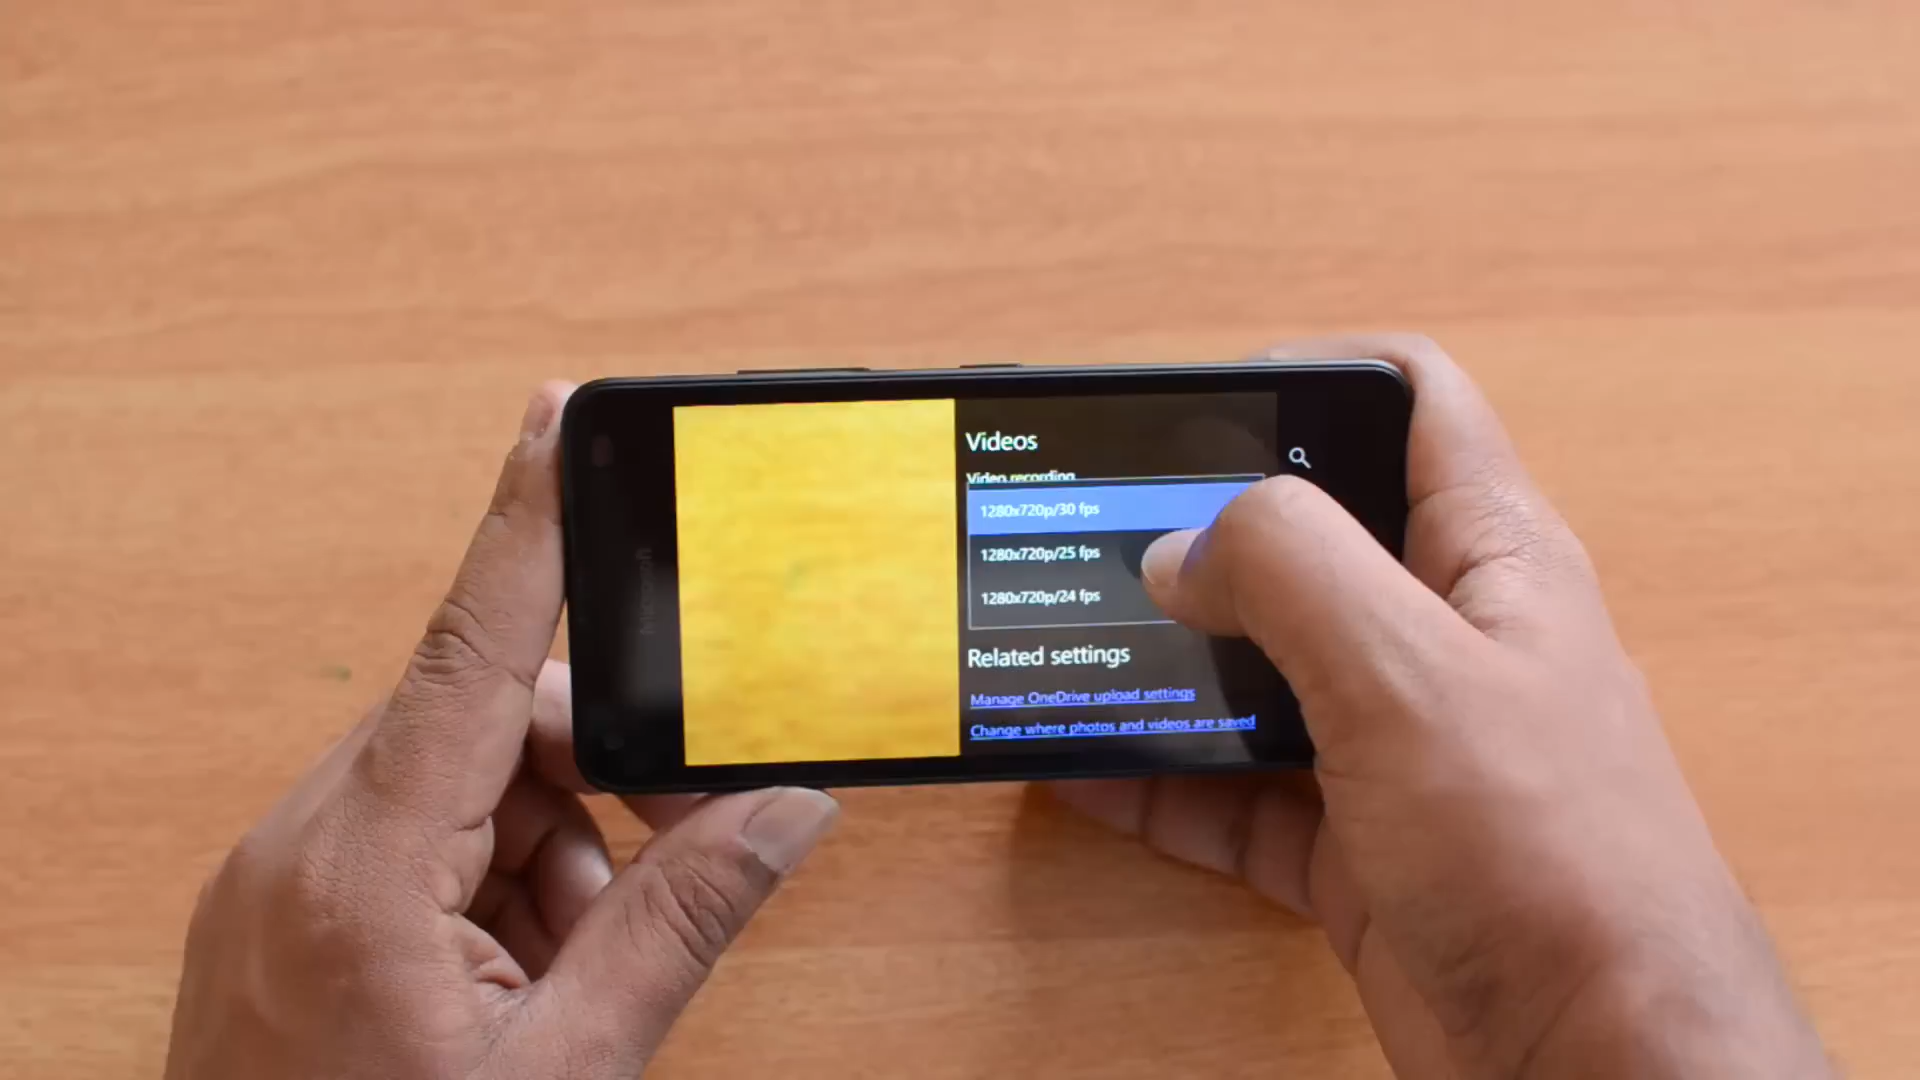 Microsoft
Videos
Video recording
1280x720p/30 fps
1280x720p/25 fps
1280x720p/24 fps
Related settings
Manage OneDrive upload settings
Change where photos and videos are saved